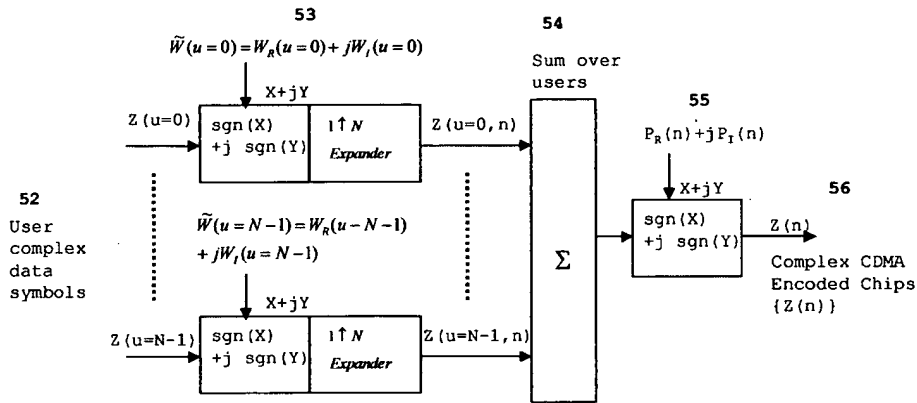 53
54
W̃(u=0) = W_R(u=0) + jW_I(u=0)
Sum over
users
X+jY
55
Z(u=0)
sgn(X)
+j sgn(Y)
1↑N
Expander
Z(u=0,n)
P_R(n)+jP_I(n)
52
User
complex
data
symbols
W̃(u=N-1) = W_R(u-N-1)
+ jW_I(u=N-1)
X+jY
56
sgn(X)
+j sgn(Y)
Z(n)
Σ
Complex CDMA
Encoded Chips
{Z(n)}
X+jY
Z(u=N-1)
sgn(X)
+j sgn(Y)
1↑N
Expander
Z(u=N-1,n)